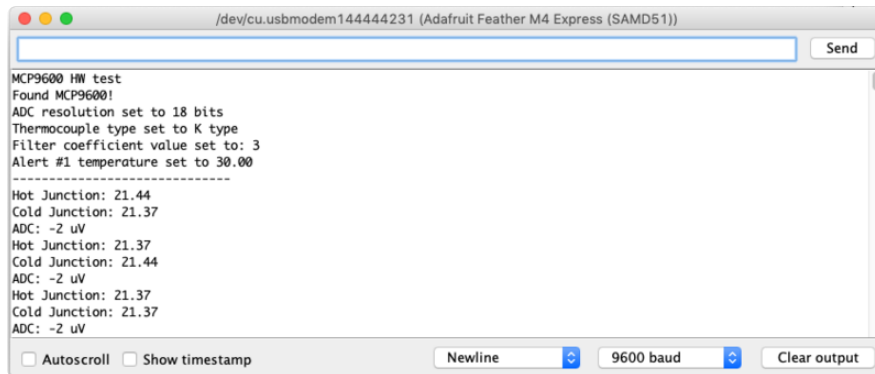 /dev/cu.usbmodem144444231 (Adafruit Feather M4 Express (SAMD51))
Send
MCP9600 HW test
Found MCP9600!
ADC resolution set to 18 bits
Thermocouple type set to K type
Filter coefficient value set to: 3
Alert #1 temperature set to 30.00
------------------------------
Hot Junction: 21.44
Cold Junction: 21.37
ADC: -2 uV
Hot Junction: 21.37
Cold Junction: 21.44
ADC: -2 uV
Hot Junction: 21.37
Cold Junction: 21.37
ADC: -2 uV
Autoscroll Show timestamp Newline 9600 baud Clear output